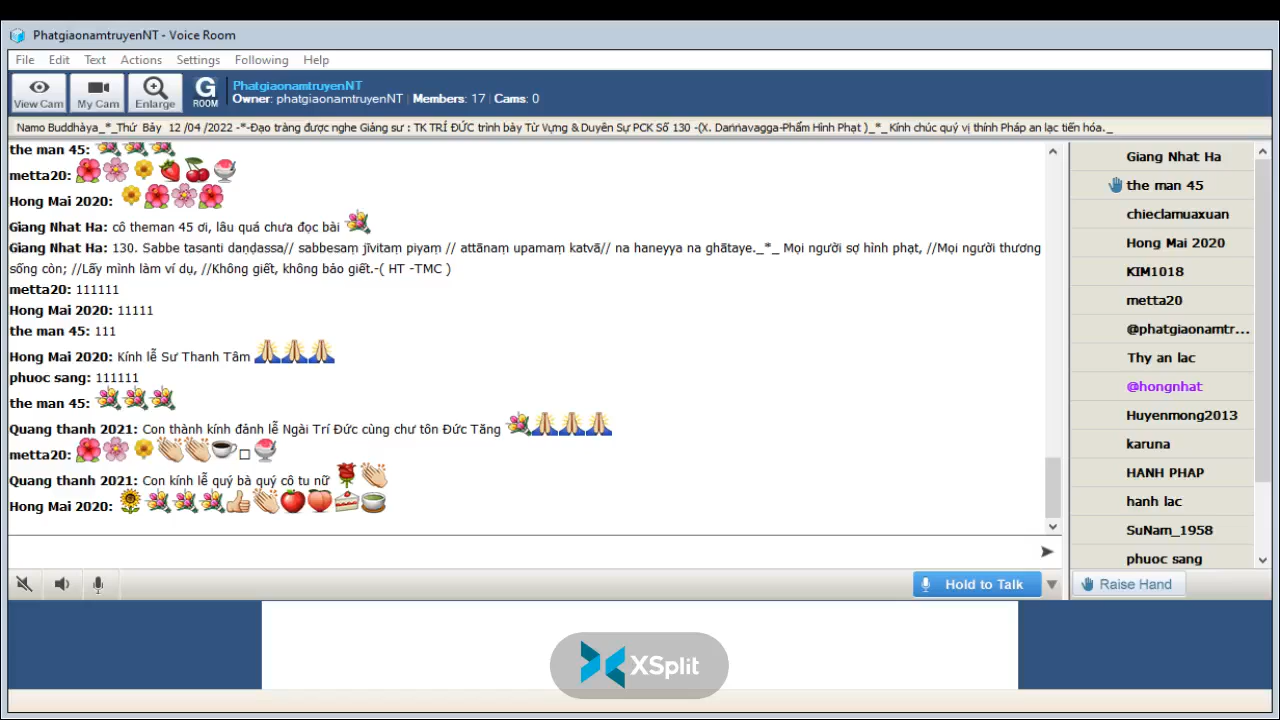 PhatgiaonamtruyenNT - Voice Room
File Edit Text Actions Settings Following Help
View Cam My Cam Enlarge G ROOM
PhatgiaonamtruyenNT
Owner: phatgiaonamtruyenNT | Members: 17 | Cams: 0
Namo Buddhàya_*_Thứ Bảy 12 /04 /2022 -*-Đạo tràng được nghe Giảng sư : TK TRÍ ĐỨC trình bày Từ Vựng & Duyên Sự PCK Số 130 -(X. Daṇṇavagga-Phẩm Hình Phạt )_*_ Kính chúc quý vị thính Pháp an lạc tiến hóa._
the man 45:
metta20:
Hong Mai 2020:
Giang Nhat Ha: cô theman 45 ơi, lâu quá chưa đọc bài
Giang Nhat Ha: 130. Sabbe tasanti daṇḍassa// sabbesaṃ jīvitaṃ piyaṃ // attānaṃ upamaṃ katvā// na haneyya na ghātaye._*_ Mọi người sợ hình phạt, //Mọi người thương
sống còn; //Lấy mình làm ví dụ, //Không giết, không bảo giết.-( HT -TMC )
metta20: 111111
Hong Mai 2020: 11111
the man 45: 111
Hong Mai 2020: Kính lễ Sư Thanh Tâm
phuoc sang: 111111
the man 45:
Quang thanh 2021: Con thành kính đảnh lễ Ngài Trí Đức cùng chư tôn Đức Tăng
metta20:
Quang thanh 2021: Con kính lễ quý bà quý cô tu nữ
Hong Mai 2020:
Hold to Talk
Giang Nhat Ha
the man 45
chieclamuaxuan
Hong Mai 2020
KIM1018
metta20
@phatgiaonamtr...
Thy an lac
@hongnhat
Huyenmong2013
karuna
HANH PHAP
hanh lac
SuNam_1958
phuoc sang
Raise Hand
XSplit